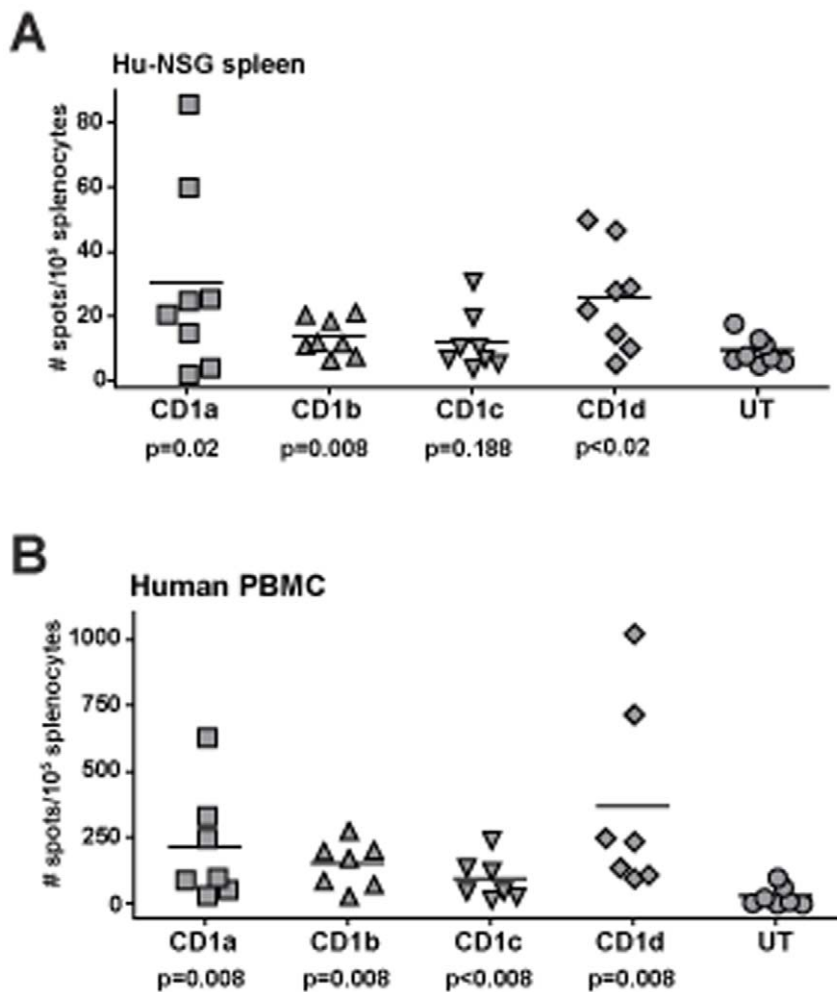 A
Hu-NSG spleen
# spots/10⁵ splenocytes
80
60
40
20
0
CD1a CD1b CD1c CD1d UT
p=0.02 p=0.008 p=0.188 p<0.02
B
Human PBMC
# spots/10⁵ splenocytes
1000
750
500
250
0
CD1a CD1b CD1c CD1d UT
p=0.008 p=0.008 p<0.008 p=0.008